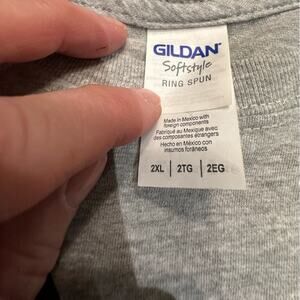 GILDAN
Softstyle
RING SPUN
Made in Mexico with
foreign components
Fabriqué au Mexique avec
des composantes étrangers
Hecho en México con
insumos foráneos
2XL | 2TG | 2EG